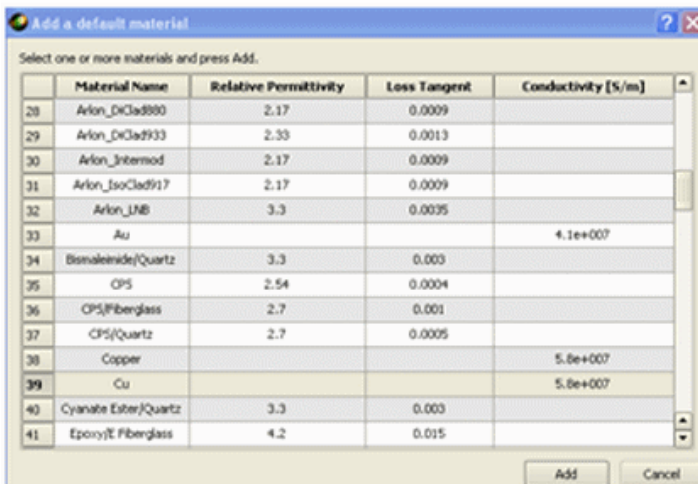 Add a default material
Select one or more materials and press Add.
Material Name Relative Permittivity Loss Tangent Conductivity [S/m]
28 Arlon_DiClad880 2.17 0.0009
29 Arlon_DiClad933 2.33 0.0013
30 Arlon_Intermod 2.17 0.0009
31 Arlon_IsoClad917 2.17 0.0009
32 Arlon_LNB 3.3 0.0035
33 Au 4.1e+007
34 Bismaleimide/Quartz 3.3 0.003
35 CPS 2.54 0.0004
36 CPS/Fiberglass 2.7 0.001
37 CPS/Quartz 2.7 0.0005
38 Copper 5.8e+007
39 Cu 5.8e+007
40 Cyanate Ester/Quartz 3.3 0.003
41 Epoxy/E Fiberglass 4.2 0.015
Add Cancel